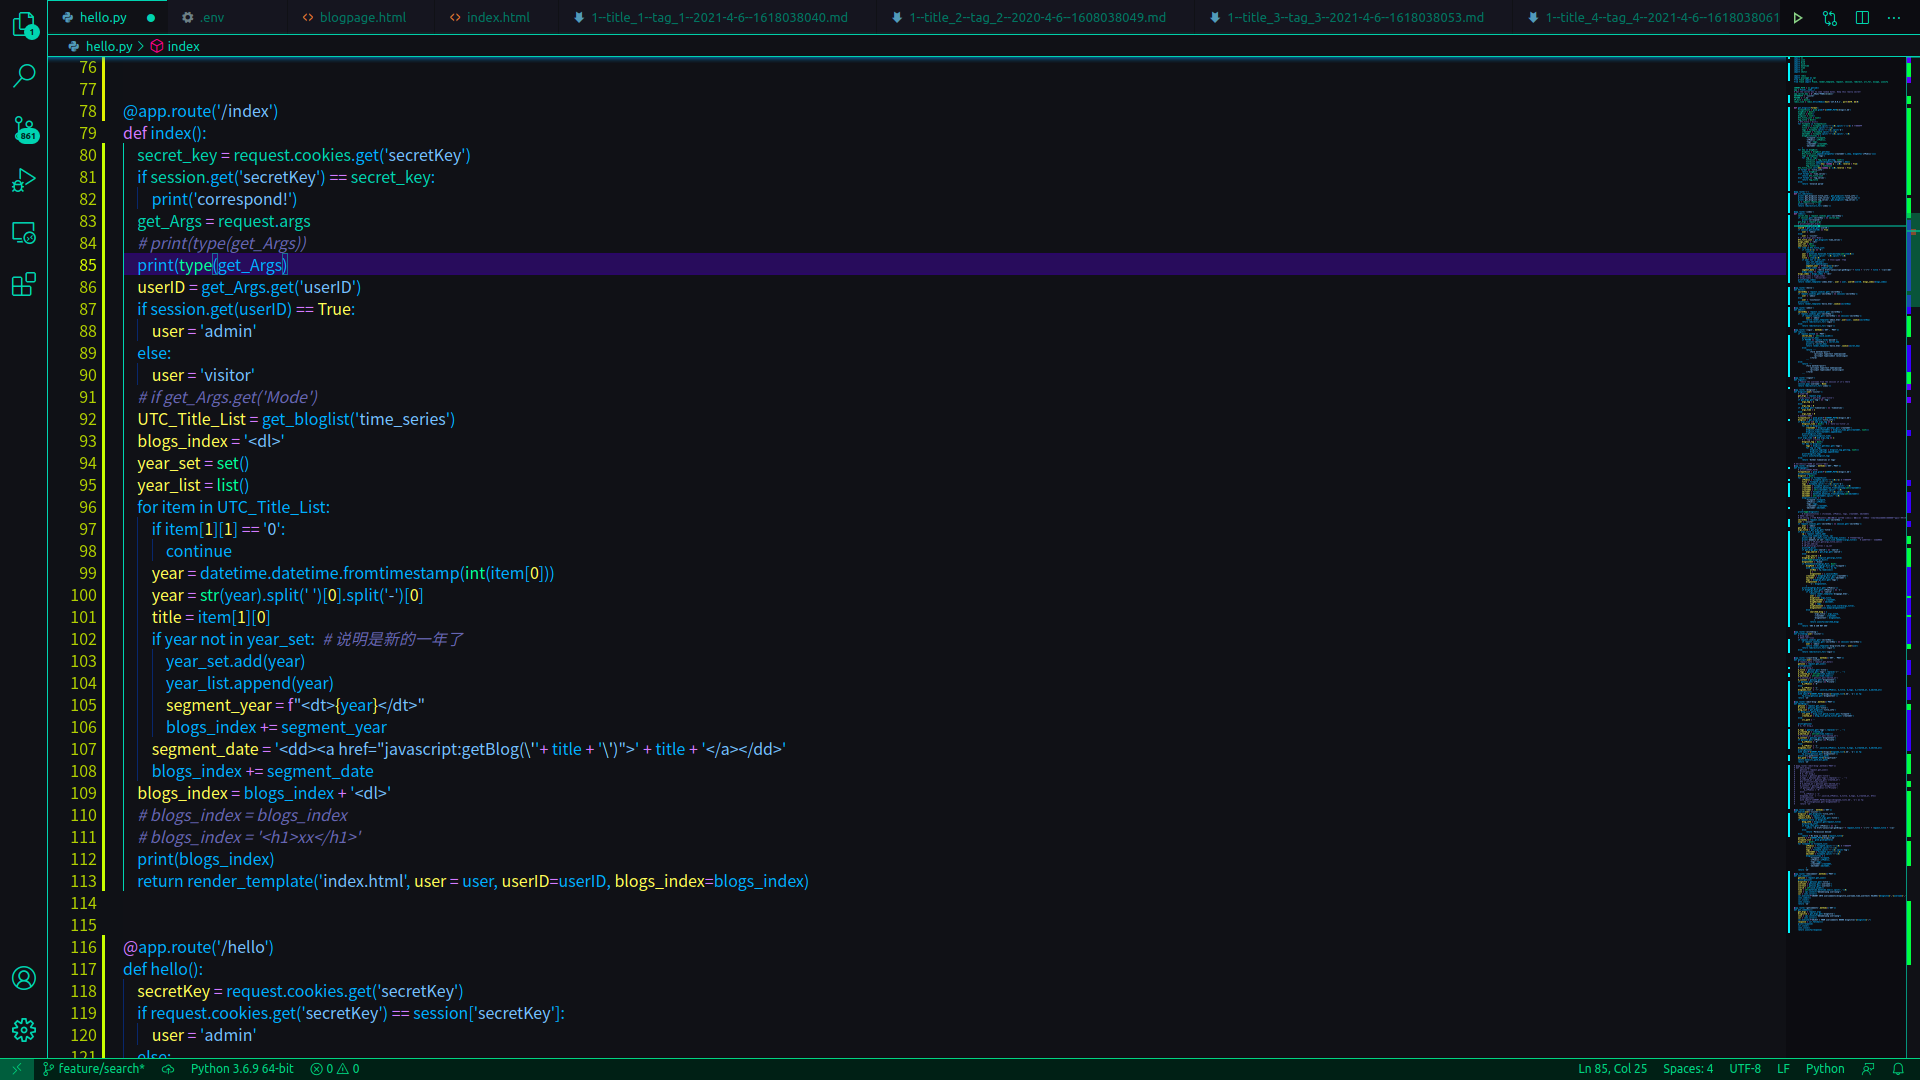 hello.py
.env
blogpage.html
index.html
1--title_1--tag_1--2021-4-6--1618038040.md
1--title_2--tag_2--2020-4-6--1608038049.md
1--title_3--tag_3--2021-4-6--1618038053.md
1--title_4--tag_4--2021-4-6--1618038061
hello.py > index
1
861
76
77
78 @app.route('/index')
79 def index():
80 secret_key = request.cookies.get('secretKey')
81 if session.get('secretKey') == secret_key:
82 print('correspond!')
83 get_Args = request.args
84 # print(type(get_Args))
85 print(type(get_Args)
86 userID = get_Args.get('userID')
87 if session.get(userID) == True:
88 user = 'admin'
89 else:
90 user = 'visitor'
91 # if get_Args.get('Mode')
92 UTC_Title_List = get_bloglist('time_series')
93 blogs_index = '<dl>'
94 year_set = set()
95 year_list = list()
96 for item in UTC_Title_List:
97 if item[1][1] == '0':
98 continue
99 year = datetime.datetime.fromtimestamp(int(item[0]))
100 year = str(year).split(' ')[0].split('-')[0]
101 title = item[1][0]
102 if year not in year_set: # 说明是新的一年了
103 year_set.add(year)
104 year_list.append(year)
105 segment_year = f"<dt>{year}</dt>"
106 blogs_index += segment_year
107 segment_date = '<dd><a href="javascript:getBlog(\''+ title + '\')">' + title + '</a></dd>'
108 blogs_index += segment_date
109 blogs_index = blogs_index + '<dl>'
110 # blogs_index = blogs_index
111 # blogs_index = '<h1>xx</h1>'
112 print(blogs_index)
113 return render_template('index.html', user = user, userID=userID, blogs_index=blogs_index)
114
115
116 @app.route('/hello')
117 def hello():
118 secretKey = request.cookies.get('secretKey')
119 if request.cookies.get('secretKey') == session['secretKey']:
120 user = 'admin'
121 else:
feature/search* Python 3.6.9 64-bit 0 0 Ln 85, Col 25 Spaces: 4 UTF-8 LF Python